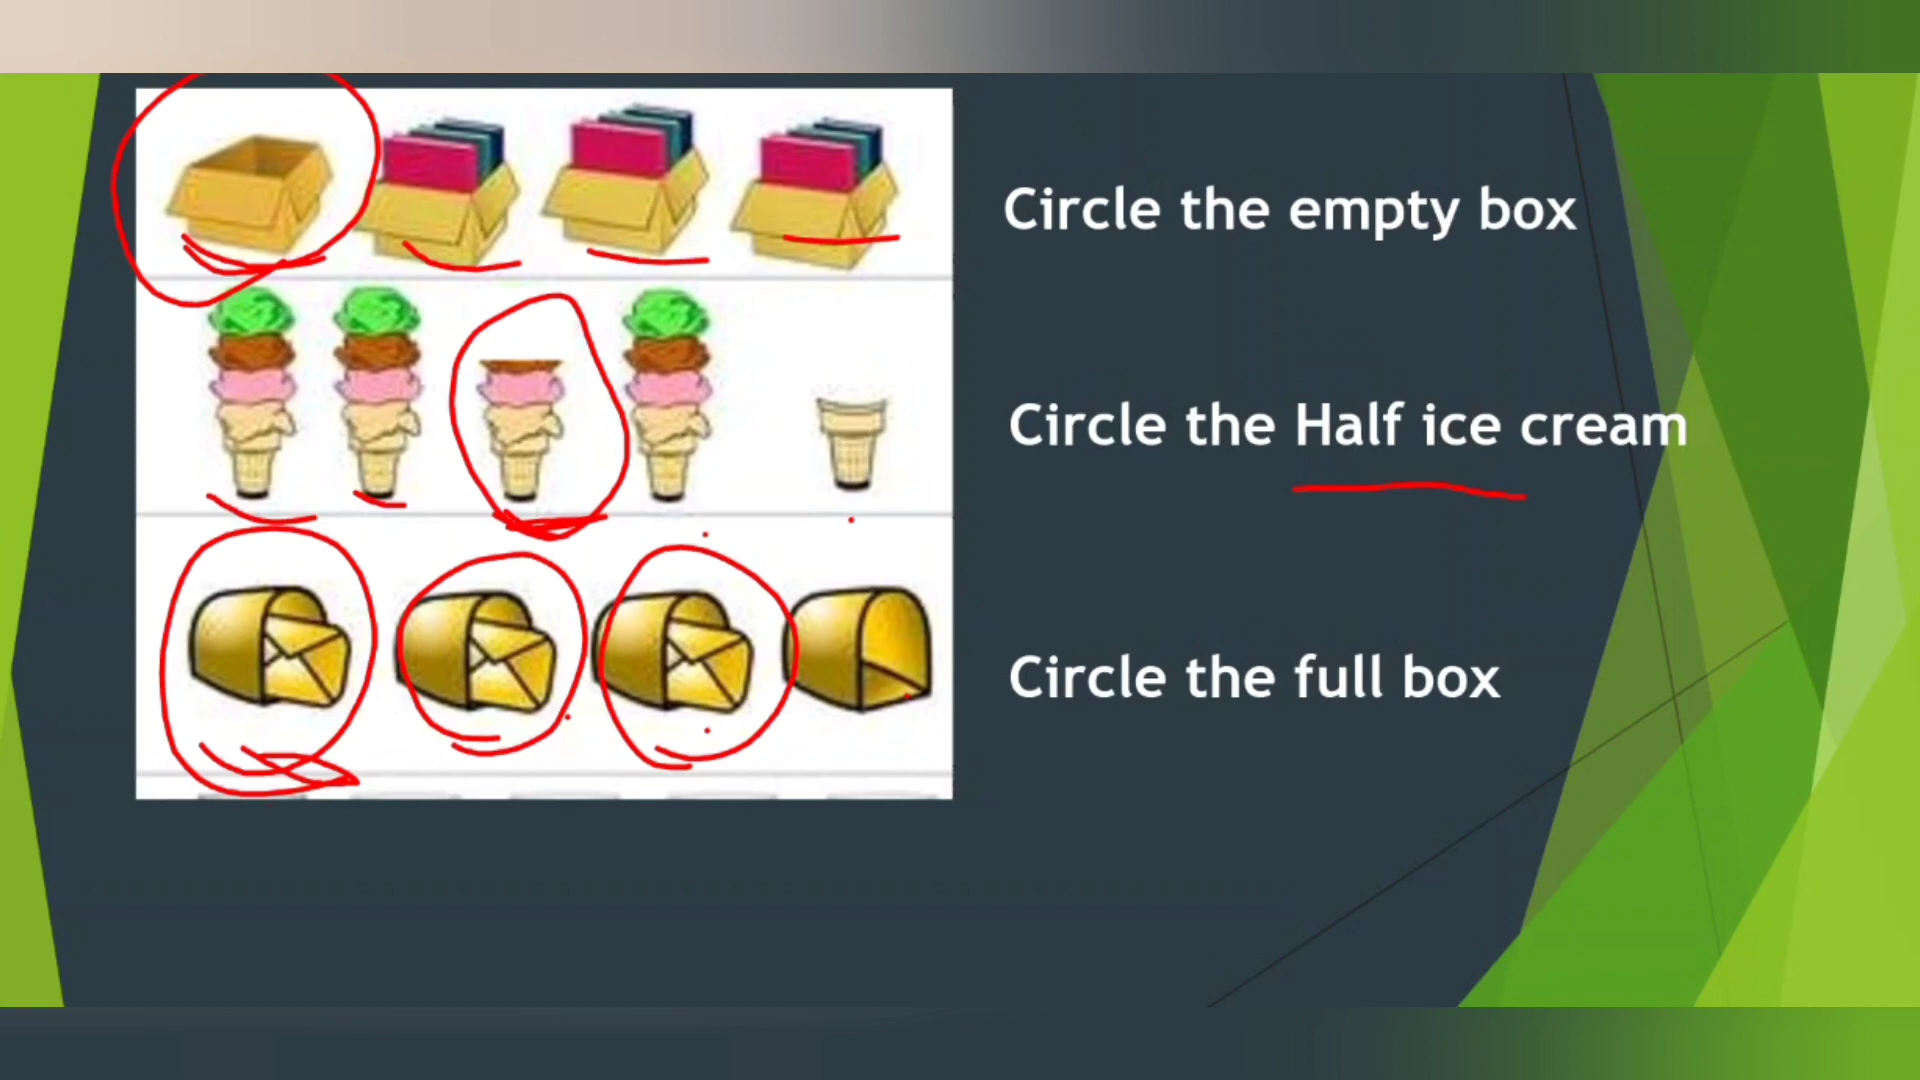 Circle the empty box
Circle the Half ice cream
Circle the full box